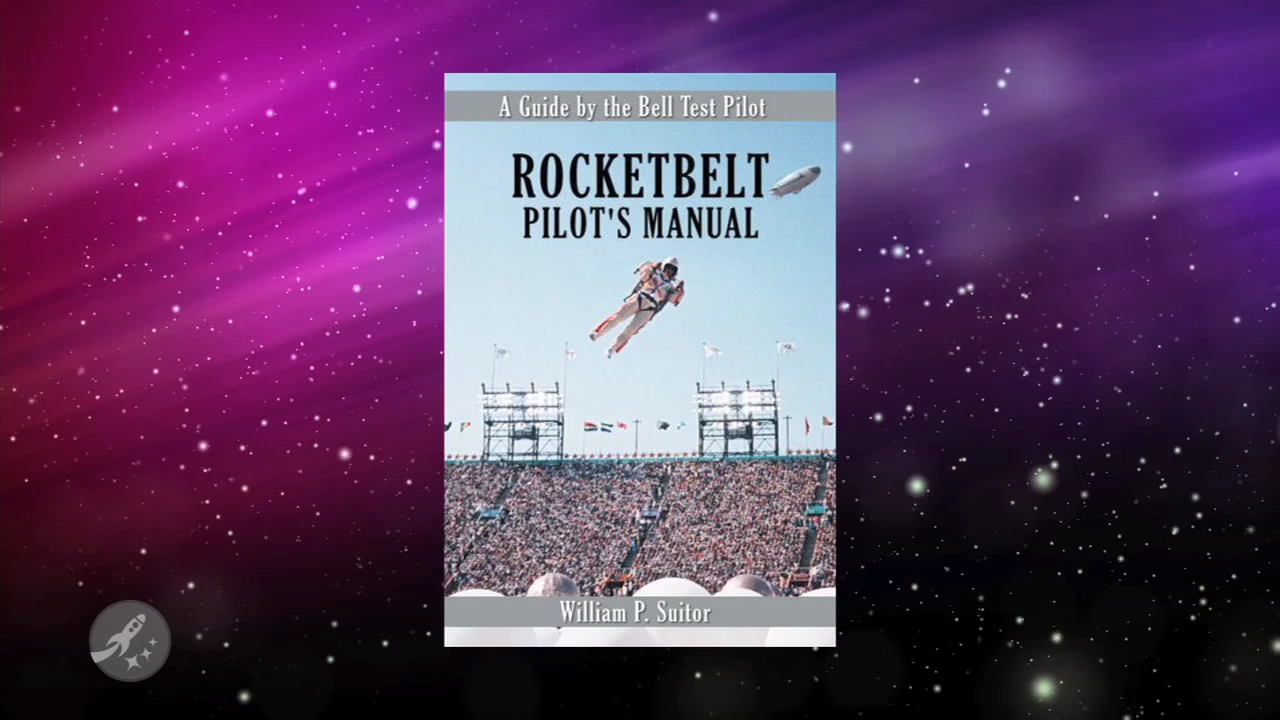 A Guide by the Bell Test Pilot
ROCKETBELT
PILOT'S MANUAL
William P. Suitor